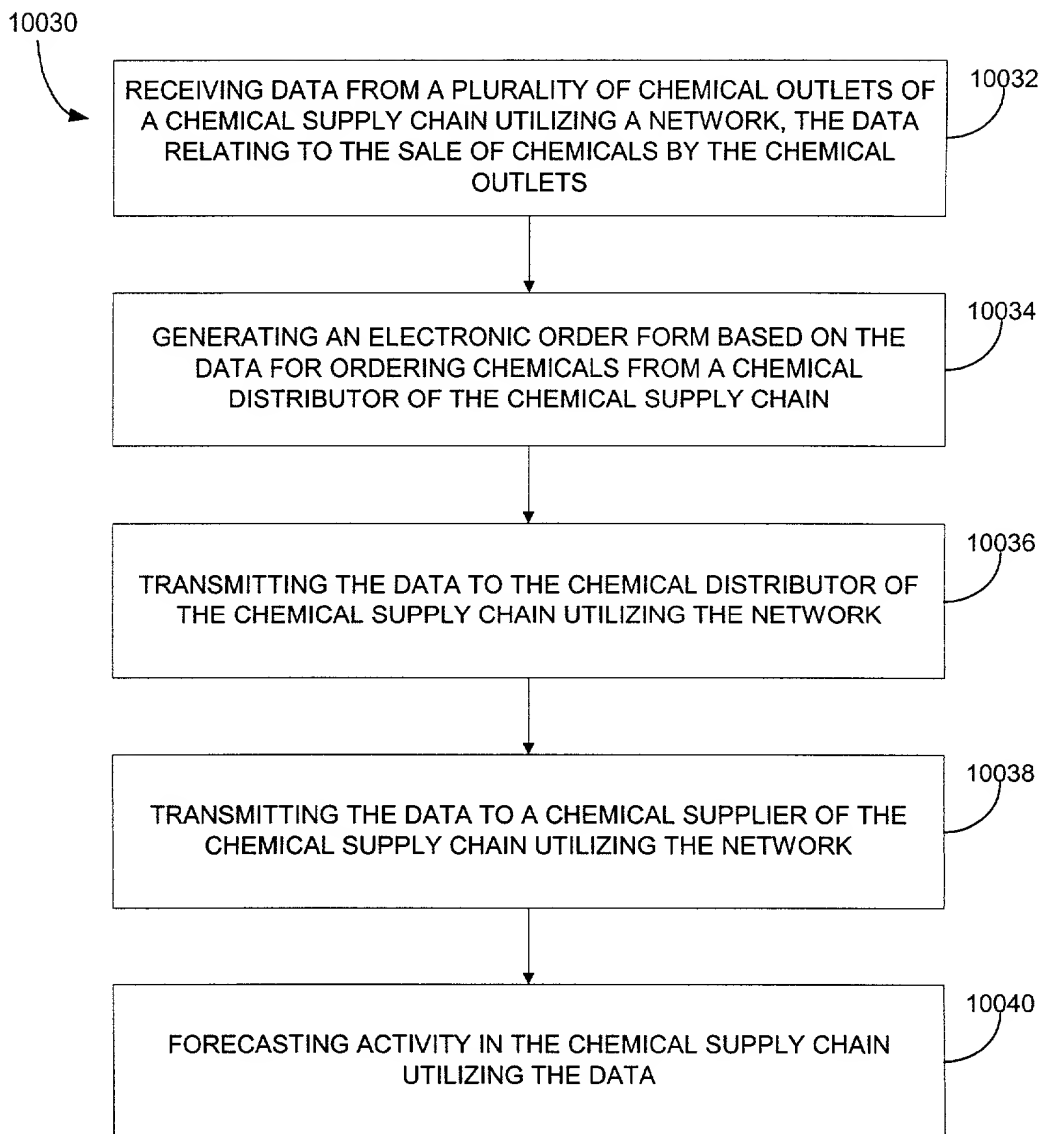 10030
RECEIVING DATA FROM A PLURALITY OF CHEMICAL OUTLETS OF
A CHEMICAL SUPPLY CHAIN UTILIZING A NETWORK, THE DATA
RELATING TO THE SALE OF CHEMICALS BY THE CHEMICAL
OUTLETS
10032
GENERATING AN ELECTRONIC ORDER FORM BASED ON THE
DATA FOR ORDERING CHEMICALS FROM A CHEMICAL
DISTRIBUTOR OF THE CHEMICAL SUPPLY CHAIN
10034
TRANSMITTING THE DATA TO THE CHEMICAL DISTRIBUTOR OF
THE CHEMICAL SUPPLY CHAIN UTILIZING THE NETWORK
10036
TRANSMITTING THE DATA TO A CHEMICAL SUPPLIER OF THE
CHEMICAL SUPPLY CHAIN UTILIZING THE NETWORK
10038
FORECASTING ACTIVITY IN THE CHEMICAL SUPPLY CHAIN
UTILIZING THE DATA
10040